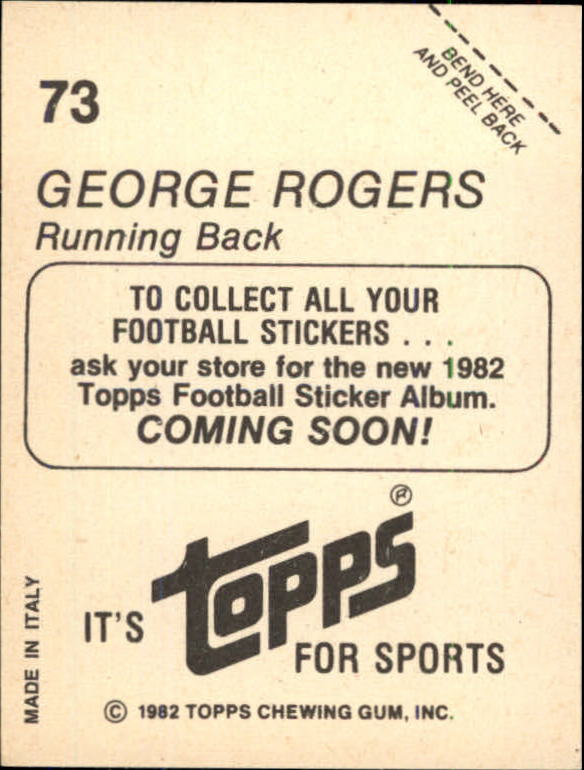 73
BEND HERE
AND PEEL BACK
GEORGE ROGERS
Running Back
TO COLLECT ALL YOUR
FOOTBALL STICKERS . . .
ask your store for the new 1982
Topps Football Sticker Album.
COMING SOON!
IT'S topps®
FOR SPORTS
MADE IN ITALY
© 1982 TOPPS CHEWING GUM, INC.